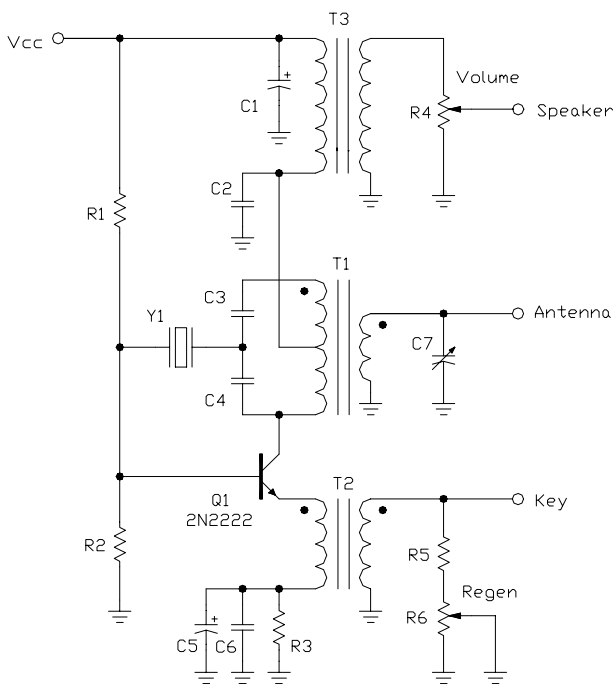 T3
Vcc
Volume
C1
R4
Speaker
C2
R1
T1
C3
Y1
Antenna
C7
C4
T2
Q1
2N2222
Key
R2
R5
Regen
R6
C5
C6
R3